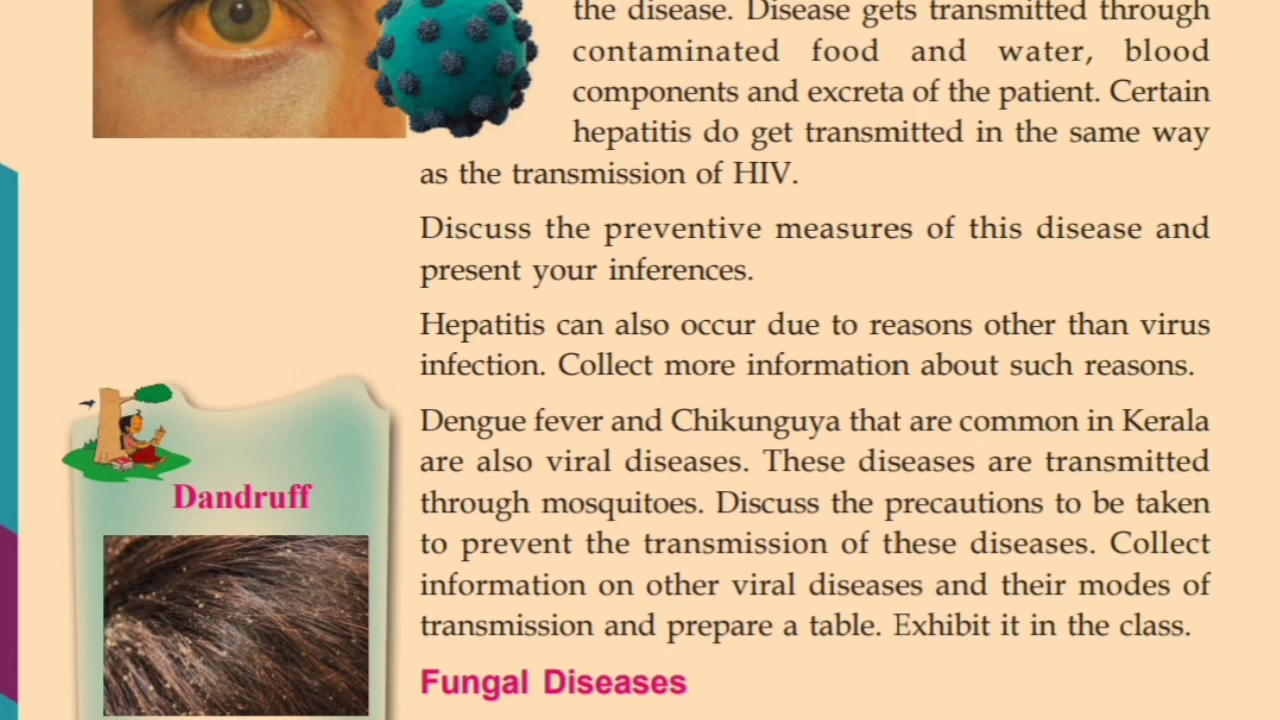 the disease. Disease gets transmitted through
contaminated food and water, blood
components and excreta of the patient. Certain
hepatitis do get transmitted in the same way
as the transmission of HIV.
Discuss the preventive measures of this disease and
present your inferences.
Hepatitis can also occur due to reasons other than virus
infection. Collect more information about such reasons.
Dengue fever and Chikunguya that are common in Kerala
are also viral diseases. These diseases are transmitted
through mosquitoes. Discuss the precautions to be taken
to prevent the transmission of these diseases. Collect
information on other viral diseases and their modes of
transmission and prepare a table. Exhibit it in the class.
Dandruff
Fungal Diseases